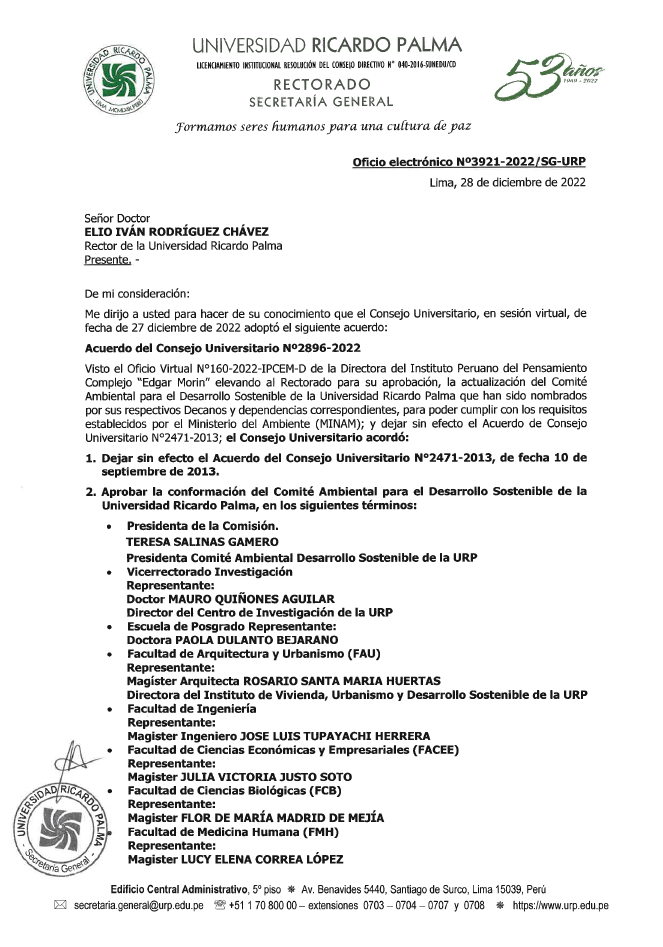 UNIVERSIDAD RICARDO PALMA
LICENCIAMIENTO INSTITUCIONAL RESOLUCIÓN DEL CONSEJO DIRECTIVO N° 040-2016-SUNEDU/CD
RECTORADO
SECRETARÍA GENERAL
Formamos seres humanos para una cultura de paz
UNIVERSIDAD RICARDO PALMA
53 años
1969 - 2022
Oficio electrónico Nº3921-2022/SG-URP
Lima, 28 de diciembre de 2022
Señor Doctor
ELIO IVÁN RODRÍGUEZ CHÁVEZ
Rector de la Universidad Ricardo Palma
Presente. -
De mi consideración:
Me dirijo a usted para hacer de su conocimiento que el Consejo Universitario, en sesión virtual, de
fecha de 27 diciembre de 2022 adoptó el siguiente acuerdo:
Acuerdo del Consejo Universitario Nº2896-2022
Visto el Oficio Virtual N°160-2022-IPCEM-D de la Directora del Instituto Peruano del Pensamiento
Complejo “Edgar Morin” elevando al Rectorado para su aprobación, la actualización del Comité
Ambiental para el Desarrollo Sostenible de la Universidad Ricardo Palma que han sido nombrados
por sus respectivos Decanos y dependencias correspondientes, para poder cumplir con los requisitos
establecidos por el Ministerio del Ambiente (MINAM); y dejar sin efecto el Acuerdo de Consejo
Universitario N°2471-2013; el Consejo Universitario acordó:
1. Dejar sin efecto el Acuerdo del Consejo Universitario N°2471-2013, de fecha 10 de
septiembre de 2013.
2. Aprobar la conformación del Comité Ambiental para el Desarrollo Sostenible de la
Universidad Ricardo Palma, en los siguientes términos:
• Presidenta de la Comisión.
TERESA SALINAS GAMERO
Presidenta Comité Ambiental Desarrollo Sostenible de la URP
• Vicerrectorado Investigación
Representante:
Doctor MAURO QUIÑONES AGUILAR
Director del Centro de Investigación de la URP
• Escuela de Posgrado Representante:
Doctora PAOLA DULANTO BEJARANO
• Facultad de Arquitectura y Urbanismo (FAU)
Representante:
Magíster Arquitecta ROSARIO SANTA MARIA HUERTAS
Directora del Instituto de Vivienda, Urbanismo y Desarrollo Sostenible de la URP
• Facultad de Ingeniería
Representante:
Magister Ingeniero JOSE LUIS TUPAYACHI HERRERA
• Facultad de Ciencias Económicas y Empresariales (FACEE)
Representante:
Magister JULIA VICTORIA JUSTO SOTO
• Facultad de Ciencias Biológicas (FCB)
Representante:
Magister FLOR DE MARÍA MADRID DE MEJÍA
• Facultad de Medicina Humana (FMH)
Representante:
Magister LUCY ELENA CORREA LÓPEZ
UNIVERSIDAD RICARDO PALMA
- Secretaría General -
Edificio Central Administrativo, 5º piso ✳ Av. Benavides 5440, Santiago de Surco, Lima 15039, Perú
✉ secretaria.general@urp.edu.pe ☏ +51 1 70 800 00 – extensiones 0703 – 0704 – 0707 y 0708 ✳ https://www.urp.edu.pe